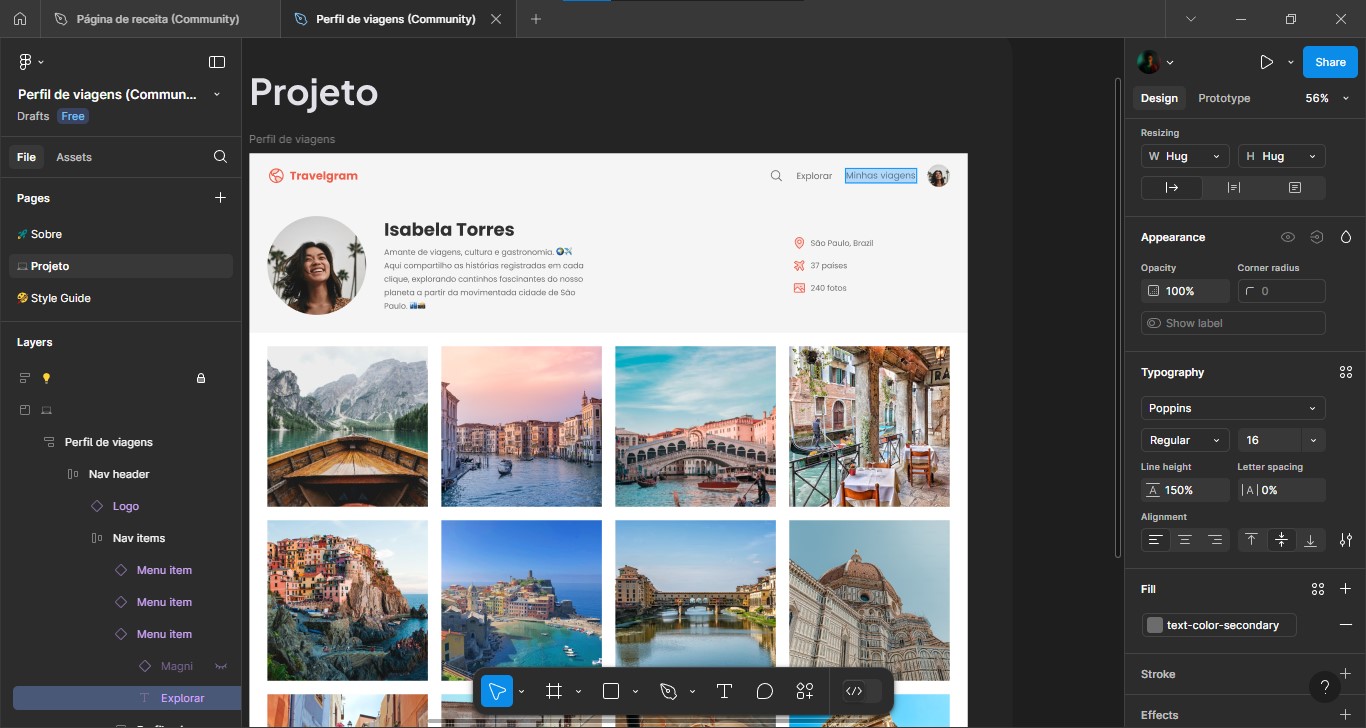 Página de receita (Community)
Perfil de viagens (Community)
Perfil de viagens (Commun...
Drafts
Free
File
Assets
Pages
Sobre
Projeto
Style Guide
Layers
Perfil de viagens
Nav header
Logo
Nav items
Menu item
Menu item
Menu item
Magni
Explorar
Projeto
Perfil de viagens
Travelgram
Explorar
Minhas viagens
Isabela Torres
Amante de viagens, cultura e gastronomia.
Aqui compartilho as histórias registradas em cada
clique, explorando cantinhos fascinantes do nosso
planeta a partir da movimentada cidade de São
Paulo.
São Paulo, Brazil
37 países
240 fotos
Share
Design
Prototype
56%
Resizing
W Hug
H Hug
Appearance
Opacity
Corner radius
100%
0
Show label
Typography
Poppins
Regular
16
Line height
Letter spacing
150%
|A| 0%
Alignment
Fill
text-color-secondary
Stroke
Effects
?